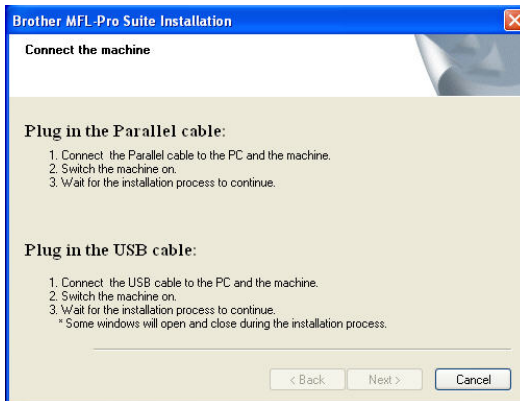 Brother MFL-Pro Suite Installation
Connect the machine
Plug in the Parallel cable:
1. Connect the Parallel cable to the PC and the machine.
2. Switch the machine on.
3. Wait for the installation process to continue.
Plug in the USB cable:
1. Connect the USB cable to the PC and the machine.
2. Switch the machine on.
3. Wait for the installation process to continue.
* Some windows will open and close during the installation process.
< Back Next > Cancel